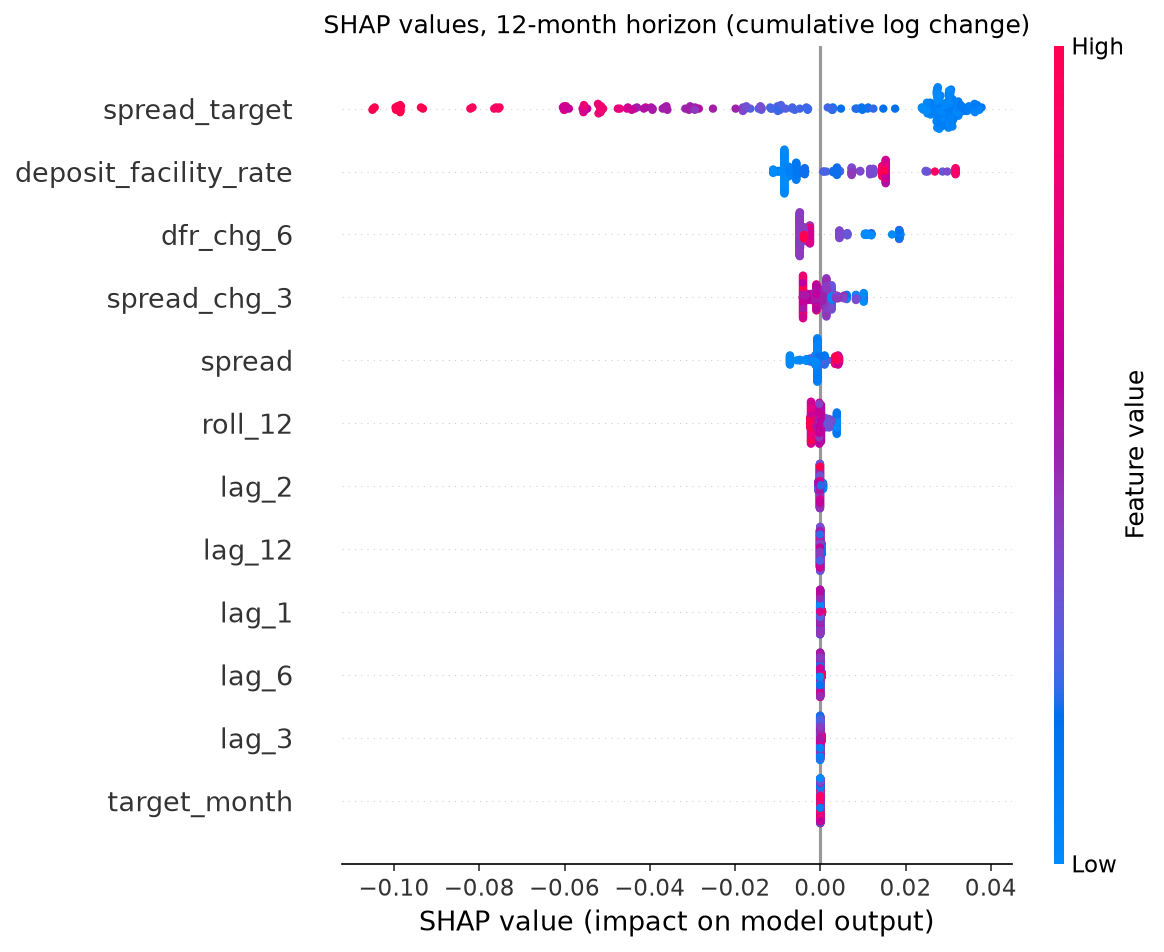 SHAP values, 12-month horizon (cumulative log change)
High
spread_target
deposit_facility_rate
dfr_chg_6
spread_chg_3
spread
roll_12
lag_2
lag_12
lag_1
lag_6
lag_3
target_month
Feature value
Low
−0.10 −0.08 −0.06 −0.04 −0.02 0.00 0.02 0.04
SHAP value (impact on model output)